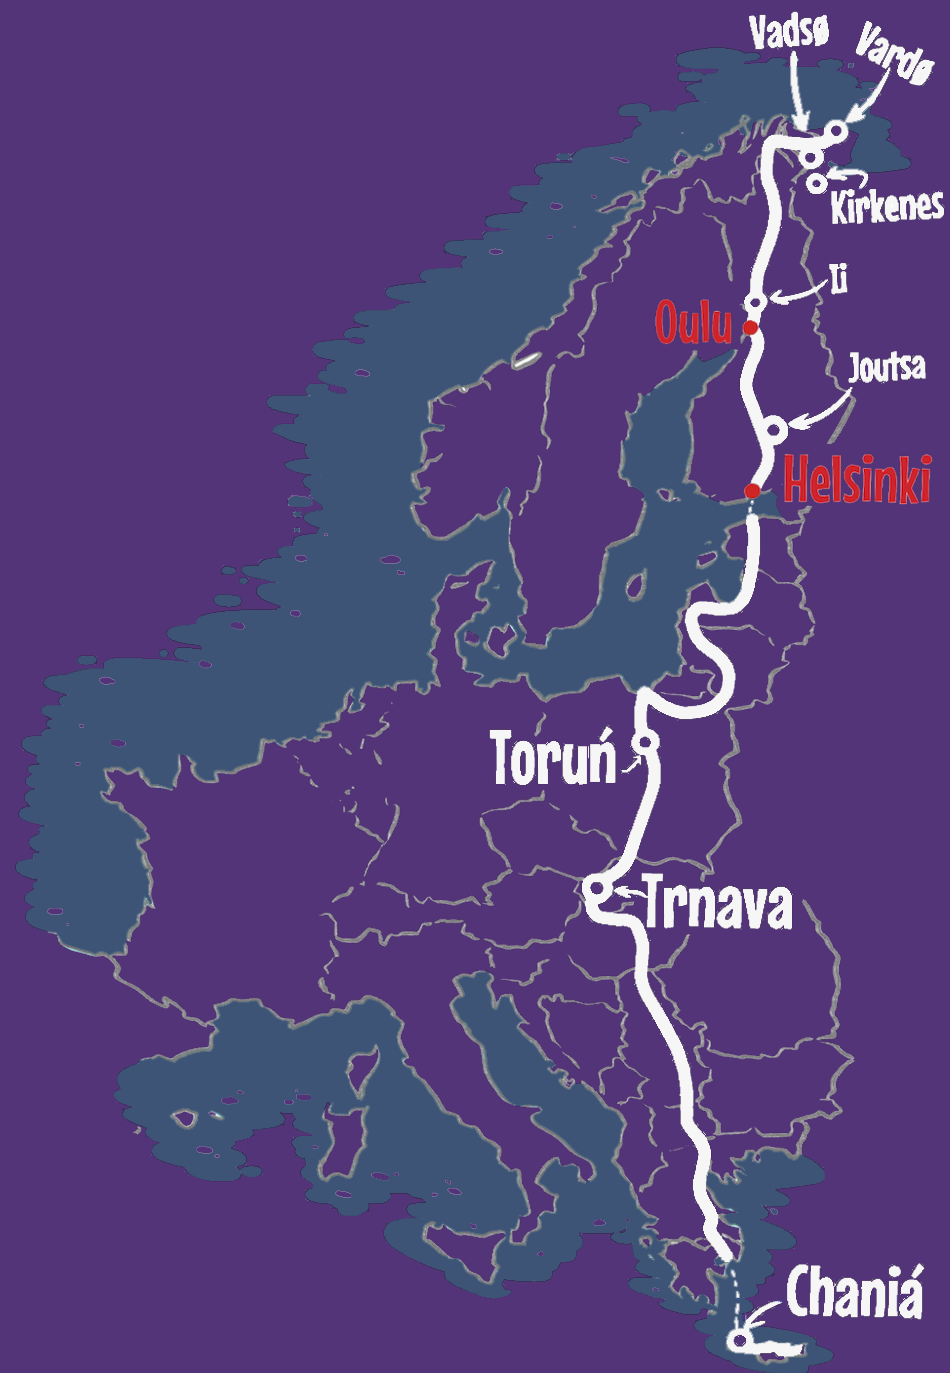 Vadsø
Vardø
Kirkenes
Ii
Oulu
Joutsa
Helsinki
Toruń
Trnava
Chaniá